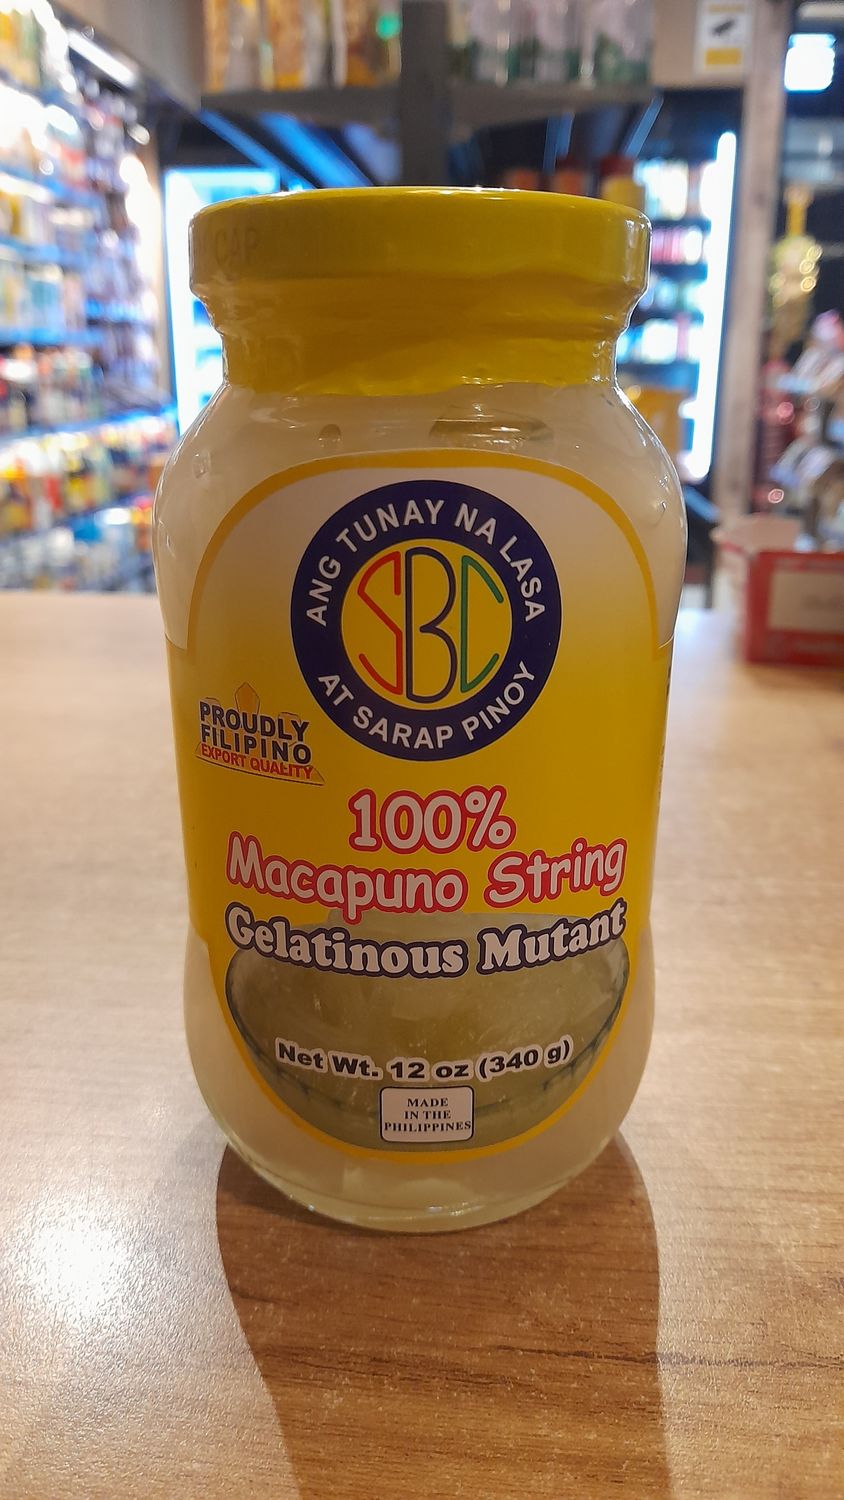 CAP
ANG TUNAY NA LASA
SBC
AT SARAP PINOY
PROUDLY
FILIPINO
EXPORT QUALITY
100%
Macapuno String
Gelatinous Mutant
Net Wt. 12 oz (340 g)
MADE
IN THE
PHILIPPINES